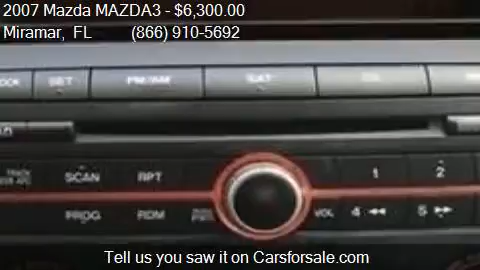 2007 Mazda MAZDA3 - $6,300.00
Miramar, FL (866) 910-5692
SET FM/AM SAT
TRACK SCAN RPT 1 2
PROG RDM VOL 4 5
Tell us you saw it on Carsforsale.com